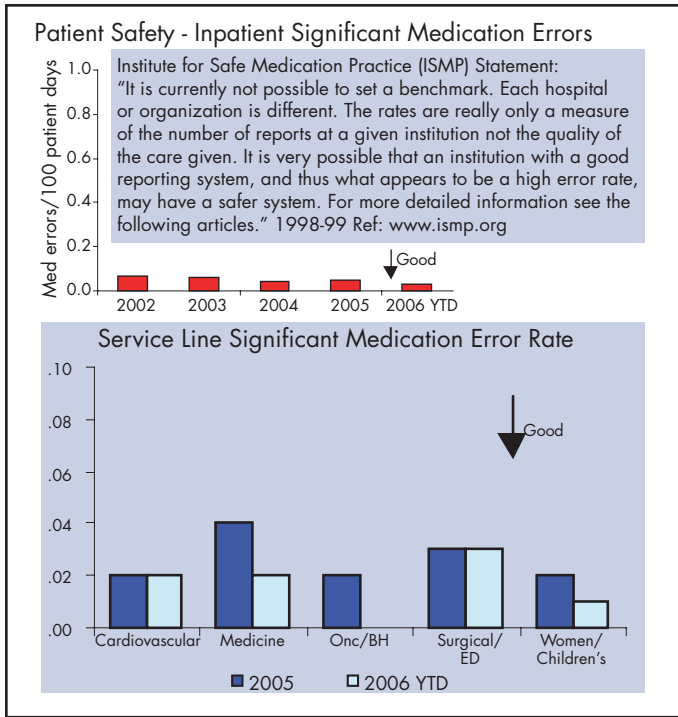 Patient Safety - Inpatient Significant Medication Errors
Med errors/100 patient days
1.0
0.8
0.6
0.4
0.2
0.0
Institute for Safe Medication Practice (ISMP) Statement:
“It is currently not possible to set a benchmark. Each hospital
or organization is different. The rates are really only a measure
of the number of reports at a given institution not the quality of
the care given. It is very possible that an institution with a good
reporting system, and thus what appears to be a high error rate,
may have a safer system. For more detailed information see the
following articles.” 1998-99 Ref: www.ismp.org
Good
2002 2003 2004 2005 2006 YTD
Service Line Significant Medication Error Rate
.10
.08
.06
.04
.02
.00
Good
Cardiovascular Medicine Onc/BH Surgical/ Women/
ED Children’s
2005 2006 YTD